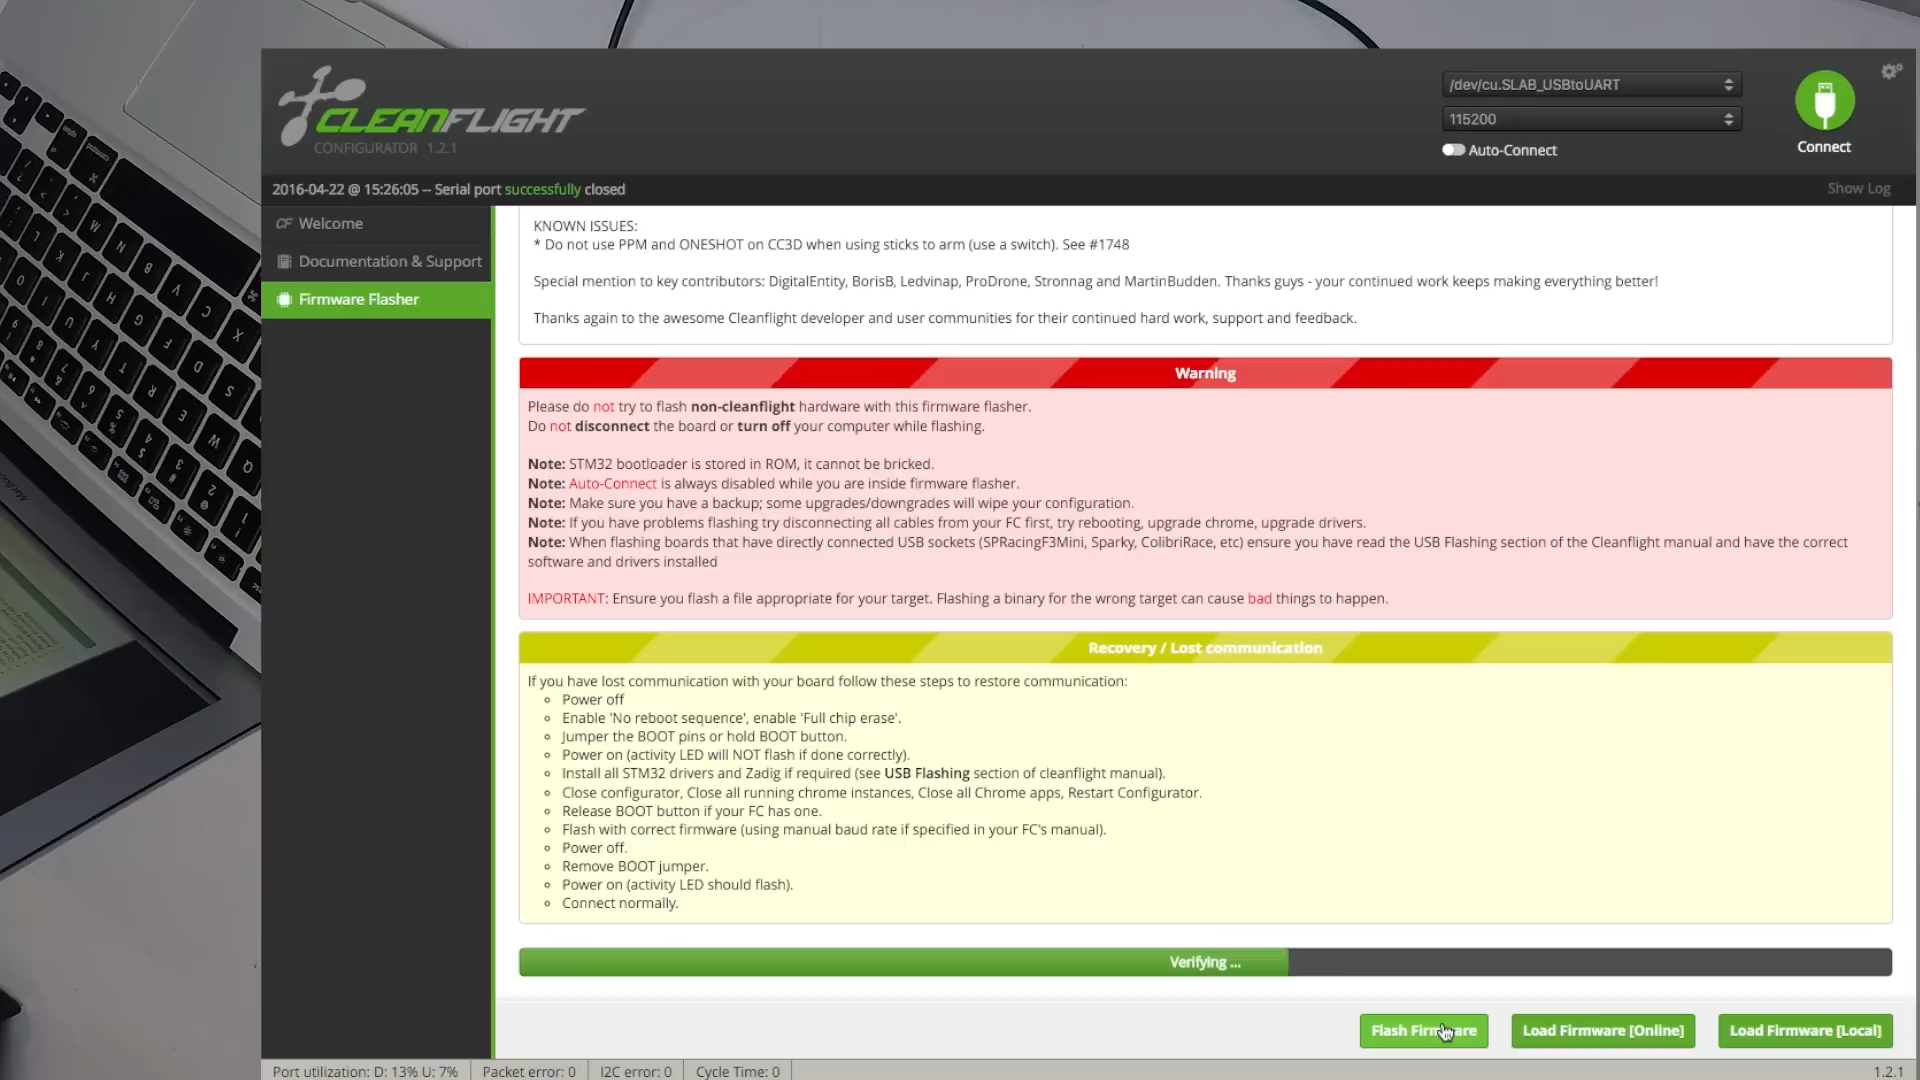 CLEANFLIGHT
CONFIGURATOR 1.2.1
/dev/cu.SLAB_USBtoUART
115200
Auto-Connect
Connect
2016-04-22 @ 15:26:05 -- Serial port successfully closed
Show Log
CF Welcome
Documentation & Support
Firmware Flasher
KNOWN ISSUES:
* Do not use PPM and ONESHOT on CC3D when using sticks to arm (use a switch). See #1748
Special mention to key contributors: DigitalEntity, BorisB, Ledvinap, ProDrone, Stronnag and MartinBudden. Thanks guys - your continued work keeps making everything better!
Thanks again to the awesome Cleanflight developer and user communities for their continued hard work, support and feedback.
Warning
Please do not try to flash non-cleanflight hardware with this firmware flasher.
Do not disconnect the board or turn off your computer while flashing.
Note: STM32 bootloader is stored in ROM, it cannot be bricked.
Note: Auto-Connect is always disabled while you are inside firmware flasher.
Note: Make sure you have a backup; some upgrades/downgrades will wipe your configuration.
Note: If you have problems flashing try disconnecting all cables from your FC first, try rebooting, upgrade chrome, upgrade drivers.
Note: When flashing boards that have directly connected USB sockets (SPRacingF3Mini, Sparky, ColibriRace, etc) ensure you have read the USB Flashing section of the Cleanflight manual and have the correct
software and drivers installed
IMPORTANT: Ensure you flash a file appropriate for your target. Flashing a binary for the wrong target can cause bad things to happen.
Recovery / Lost communication
If you have lost communication with your board follow these steps to restore communication:
Power off
Enable 'No reboot sequence', enable 'Full chip erase'.
Jumper the BOOT pins or hold BOOT button.
Power on (activity LED will NOT flash if done correctly).
Install all STM32 drivers and Zadig if required (see USB Flashing section of cleanflight manual).
Close configurator, Close all running chrome instances, Close all Chrome apps, Restart Configurator.
Release BOOT button if your FC has one.
Flash with correct firmware (using manual baud rate if specified in your FC's manual).
Power off.
Remove BOOT jumper.
Power on (activity LED should flash).
Connect normally.
Verifying ...
Flash Firmware
Load Firmware [Online]
Load Firmware [Local]
Port utilization: D: 13% U: 7%
Packet error: 0
I2C error: 0
Cycle Time: 0
1.2.1